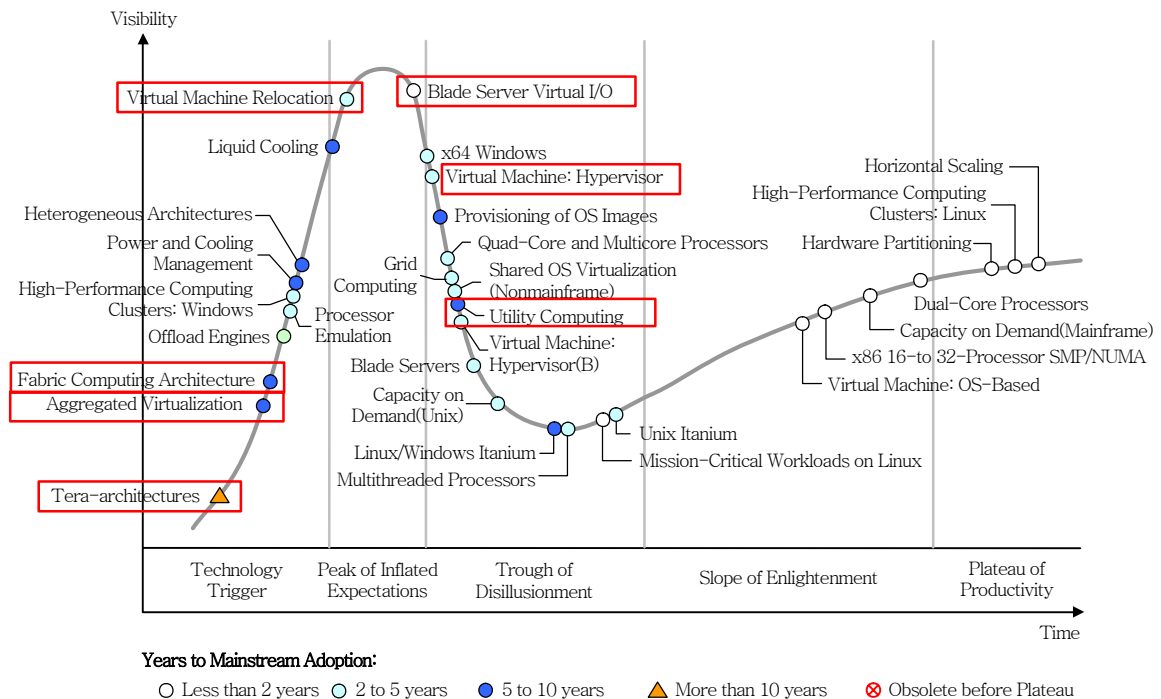 Visibility
Virtual Machine Relocation
Blade Server Virtual I/O
Liquid Cooling
x64 Windows
Virtual Machine: Hypervisor
Heterogeneous Architectures
Provisioning of OS Images
Power and Cooling
Management
Quad-Core and Multicore Processors
Grid
Computing
Shared OS Virtualization
(Nonmainframe)
High-Performance Computing
Clusters: Windows
Utility Computing
Processor
Emulation
Offload Engines
Virtual Machine:
Hypervisor(B)
Blade Servers
Fabric Computing Architecture
Aggregated Virtualization
Capacity on
Demand(Unix)
Linux/Windows Itanium
Multithreaded Processors
Tera-architectures
Unix Itanium
Mission-Critical Workloads on Linux
Horizontal Scaling
High-Performance Computing
Clusters: Linux
Hardware Partitioning
Dual-Core Processors
Capacity on Demand(Mainframe)
x86 16-to 32-Processor SMP/NUMA
Virtual Machine: OS-Based
Technology
Trigger
Peak of Inflated
Expectations
Trough of
Disillusionment
Slope of Enlightenment
Plateau of
Productivity
Time
Years to Mainstream Adoption:
Less than 2 years 2 to 5 years 5 to 10 years More than 10 years Obsolete before Plateau